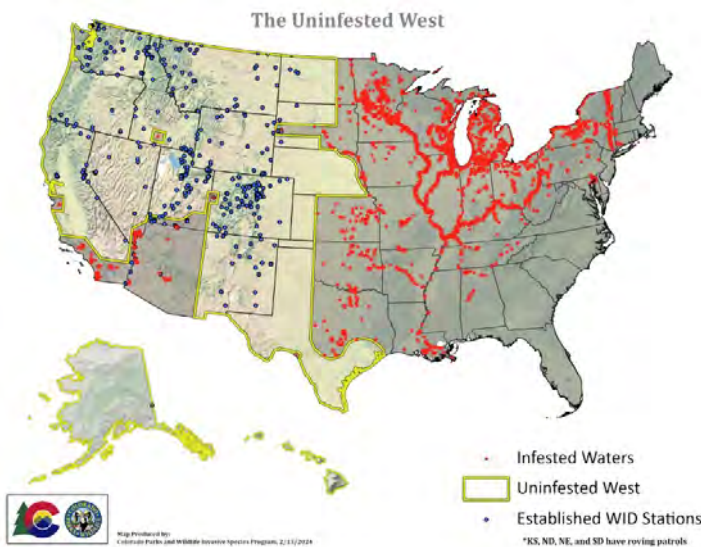 The Uninfested West
Infested Waters
Uninfested West
Established WID Stations
Map Produced by:
Colorado Parks and Wildlife Invasive Species Program, 2/15/2024
*KS, ND, NE, and SD have roving patrols